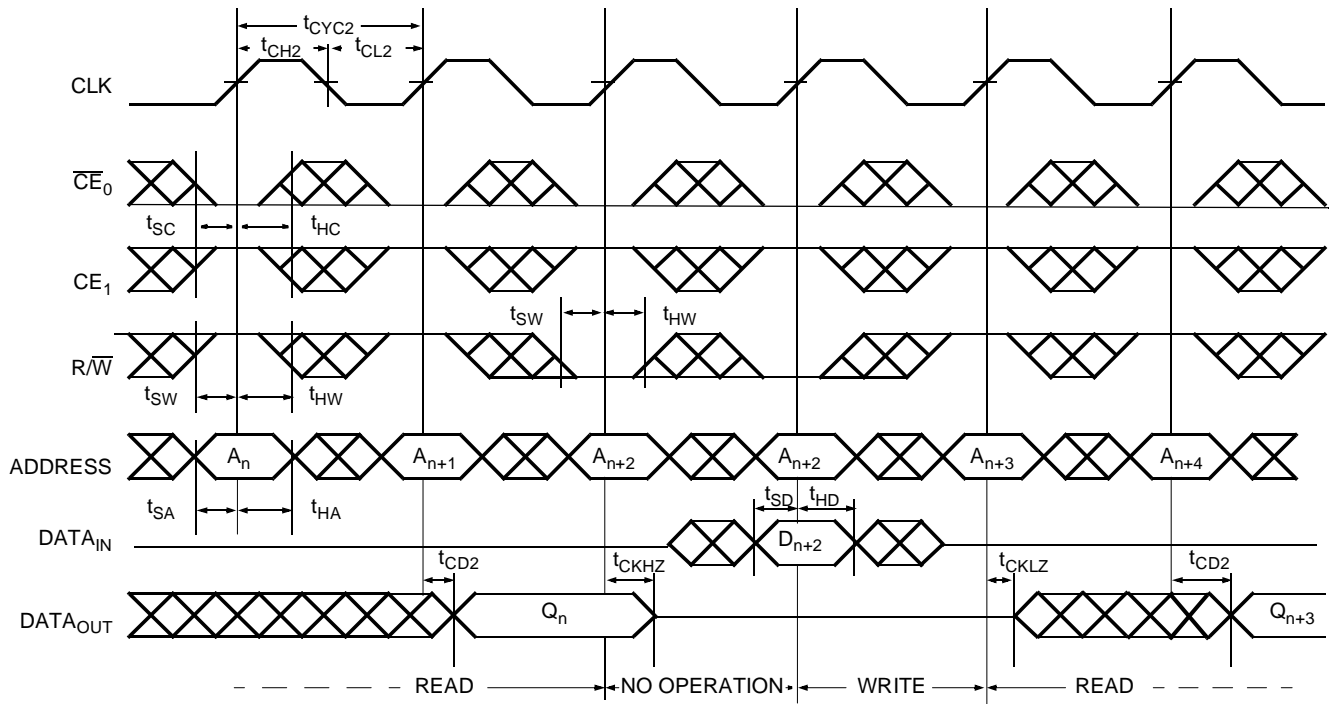 tCYC2
tCH2 tCL2
CLK
CE0
tSC tHC
CE1
tSW tHW
R/W
tSW tHW
ADDRESS An An+1 An+2 An+2 An+3 An+4
tSA tHA tSD tHD
DATAIN Dn+2
tCD2 tCKHZ tCKLZ tCD2
DATAOUT Qn Qn+3
READ NO OPERATION WRITE READ